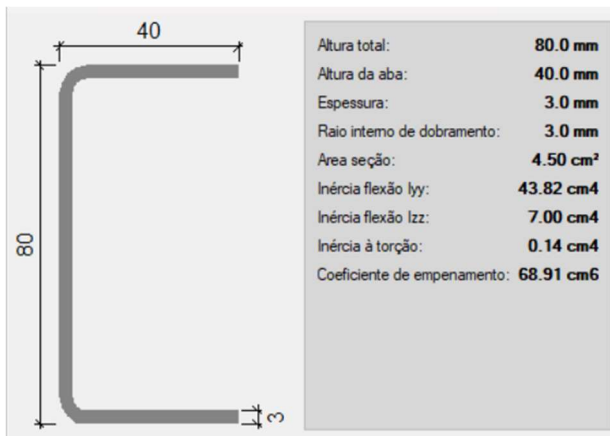 40
80
3
Altura total: 80.0 mm
Altura da aba: 40.0 mm
Espessura: 3.0 mm
Raio interno de dobramento: 3.0 mm
Area seção: 4.50 cm²
Inércia flexão Iyy: 43.82 cm4
Inércia flexão Izz: 7.00 cm4
Inércia à torção: 0.14 cm4
Coeficiente de empenamento: 68.91 cm6